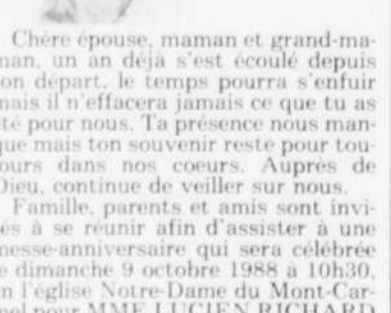 Chère épouse, maman et grand-ma-
man, un an déjà s'est écoulé depuis
on départ, le temps pourra s'enfuir
mais il n'effacera jamais ce que tu as
été pour nous. Ta présence nous man-
que mais ton souvenir reste pour tou-
jours dans nos coeurs. Auprès de
Dieu, continue de veiller sur nous.
Famille, parents et amis sont invi-
és à se réunir afin d'assister à une
messe-anniversaire qui sera célébrée
e dimanche 9 octobre 1988 à 10h30,
en l'église Notre-Dame du Mont-Car-
mel pour MME LUCIEN RICHARD